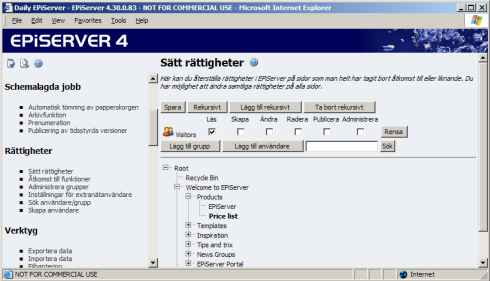 Daily EPiServer - EPiServer 4.30.0.83 - NOT FOR COMMERCIAL USE - Microsoft Internet Explorer
File Edit View Favorites Tools Help
EPiSERVER 4
Schemalagda jobb
Automatisk tömning av papperskorgen
Arkivfunktion
Prenumeration
Publicering av tidsstyrda versioner
Rättigheter
Sätt rättigheter
Åtkomst till funktioner
Administrera grupper
Inställningar för extranätanvändare
Sök användare/grupp
Skapa användare
Verktyg
Exportera data
Importera data
Filhantering
Sätt rättigheter
Här kan du återställa rättigheter i EPiServer på sidor som man helt har tagit bort åtkomst till eller liknande. Du
har möjlighet att ändra samtliga rättigheter på alla sidor.
Spara Rekursivt Lägg till rekursivt Ta bort rekursivt
Läs Skapa Ändra Radera Publicera Administrera
Visitors Rensa
Lägg till grupp Lägg till användare Sök
Root
Recycle Bin
Welcome to EPiServer
Products
EPiServer
Price list
Templates
Inspiration
Tips and trix
News Groups
EPiServer Portal
NOT FOR COMMERCIAL USE Internet